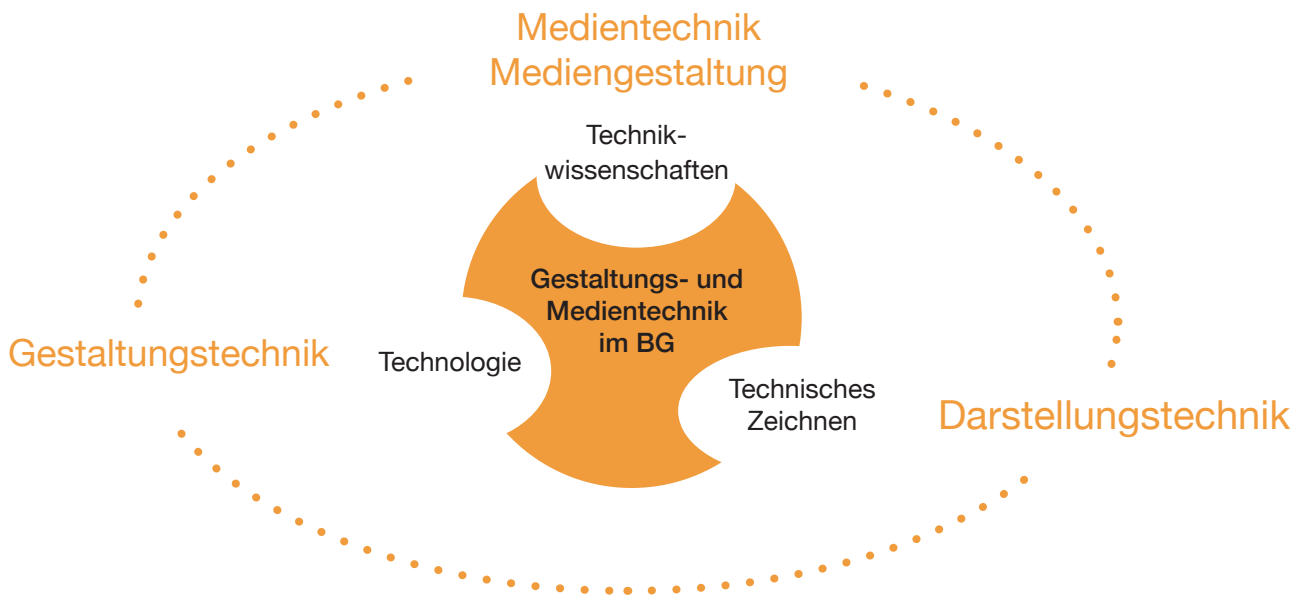 Medientechnik
Mediengestaltung
Technik-
wissenschaften
Gestaltungs- und
Medientechnik
im BG
Gestaltungstechnik
Technologie
Technisches
Zeichnen
Darstellungstechnik